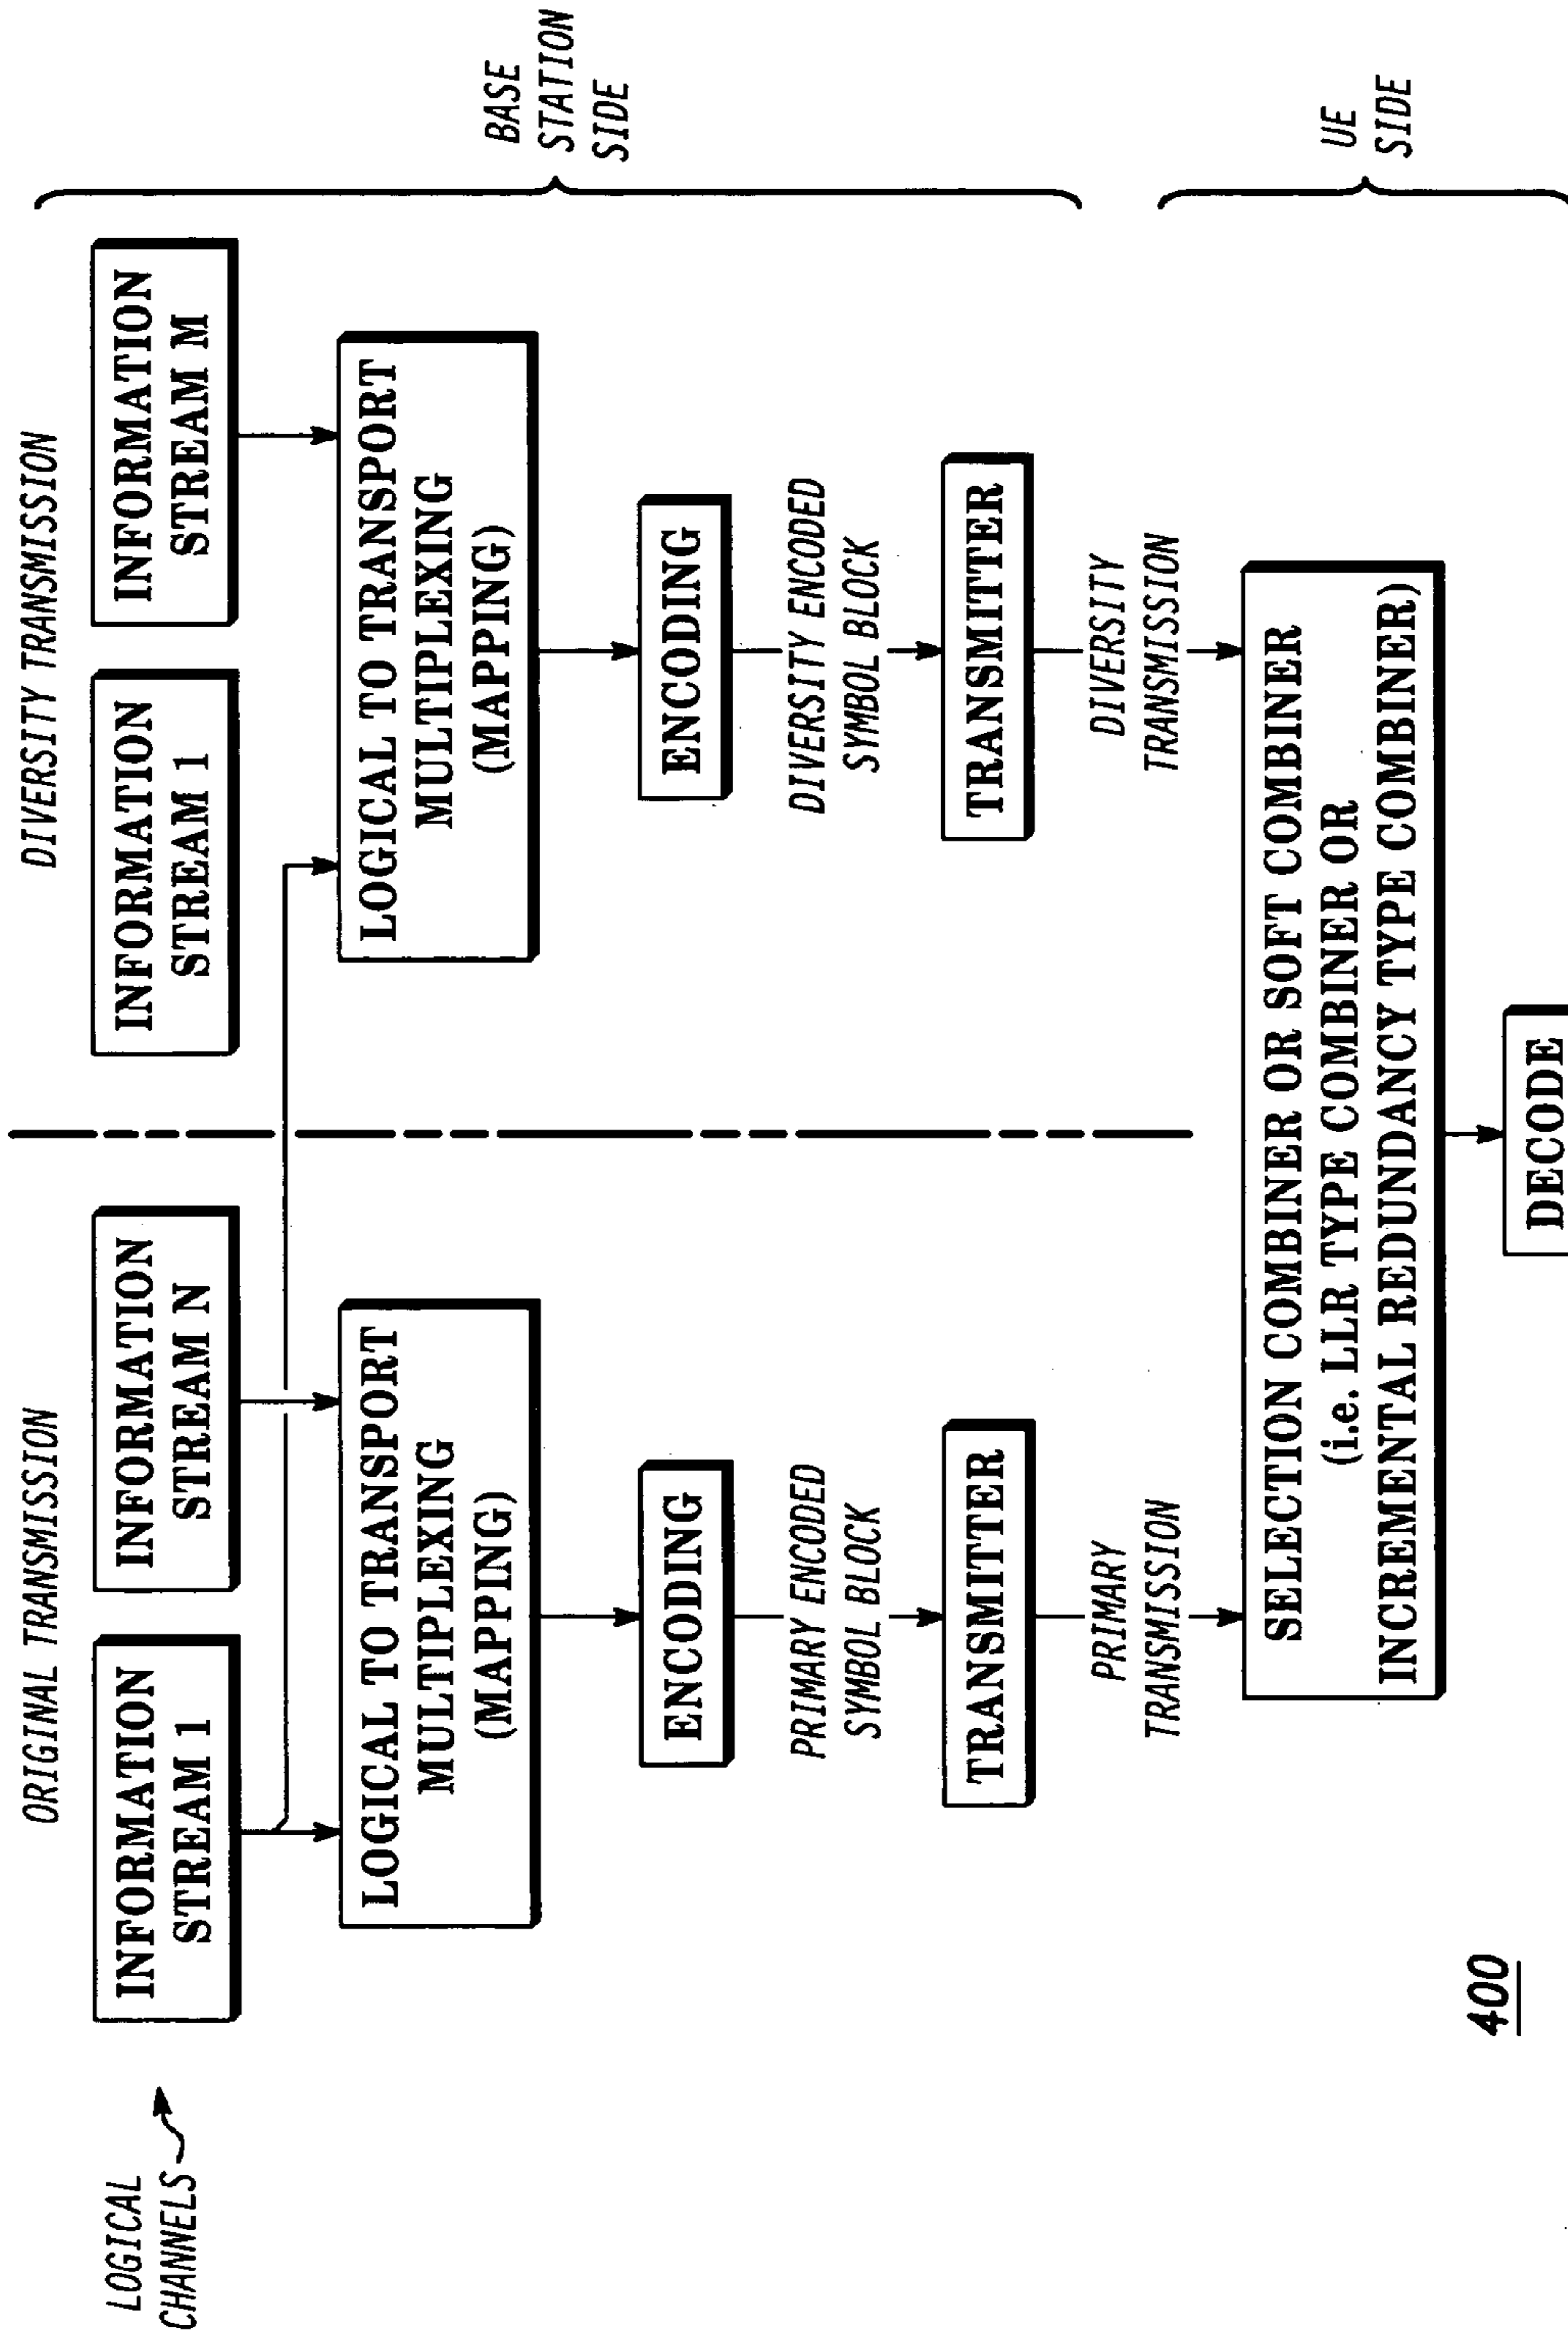 ORIGINAL TRANSMISSION
DIVERSITY TRANSMISSION
LOGICAL
CHANNELS
INFORMATION
STREAM 1
INFORMATION
STREAM N
INFORMATION
STREAM 1
INFORMATION
STREAM M
LOGICAL TO TRANSPORT
MULTIPLEXING
(MAPPING)
LOGICAL TO TRANSPORT
MULTIPLEXING
(MAPPING)
BASE
STATION
SIDE
ENCODING
ENCODING
PRIMARY ENCODED
SYMBOL BLOCK
DIVERSITY ENCODED
SYMBOL BLOCK
TRANSMITTER
TRANSMITTER
PRIMARY
TRANSMISSION
DIVERSITY
TRANSMISSION
SELECTION COMBINER OR SOFT COMBINER
(i.e. LLR TYPE COMBINER OR
INCREMENTAL REDUNDANCY TYPE COMBINER)
UE
SIDE
DECODE
400